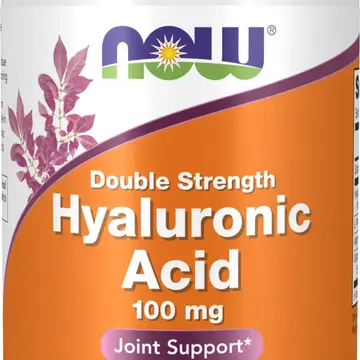 NOW®
Double Strength
Hyaluronic
Acid
100 mg
Joint Support*